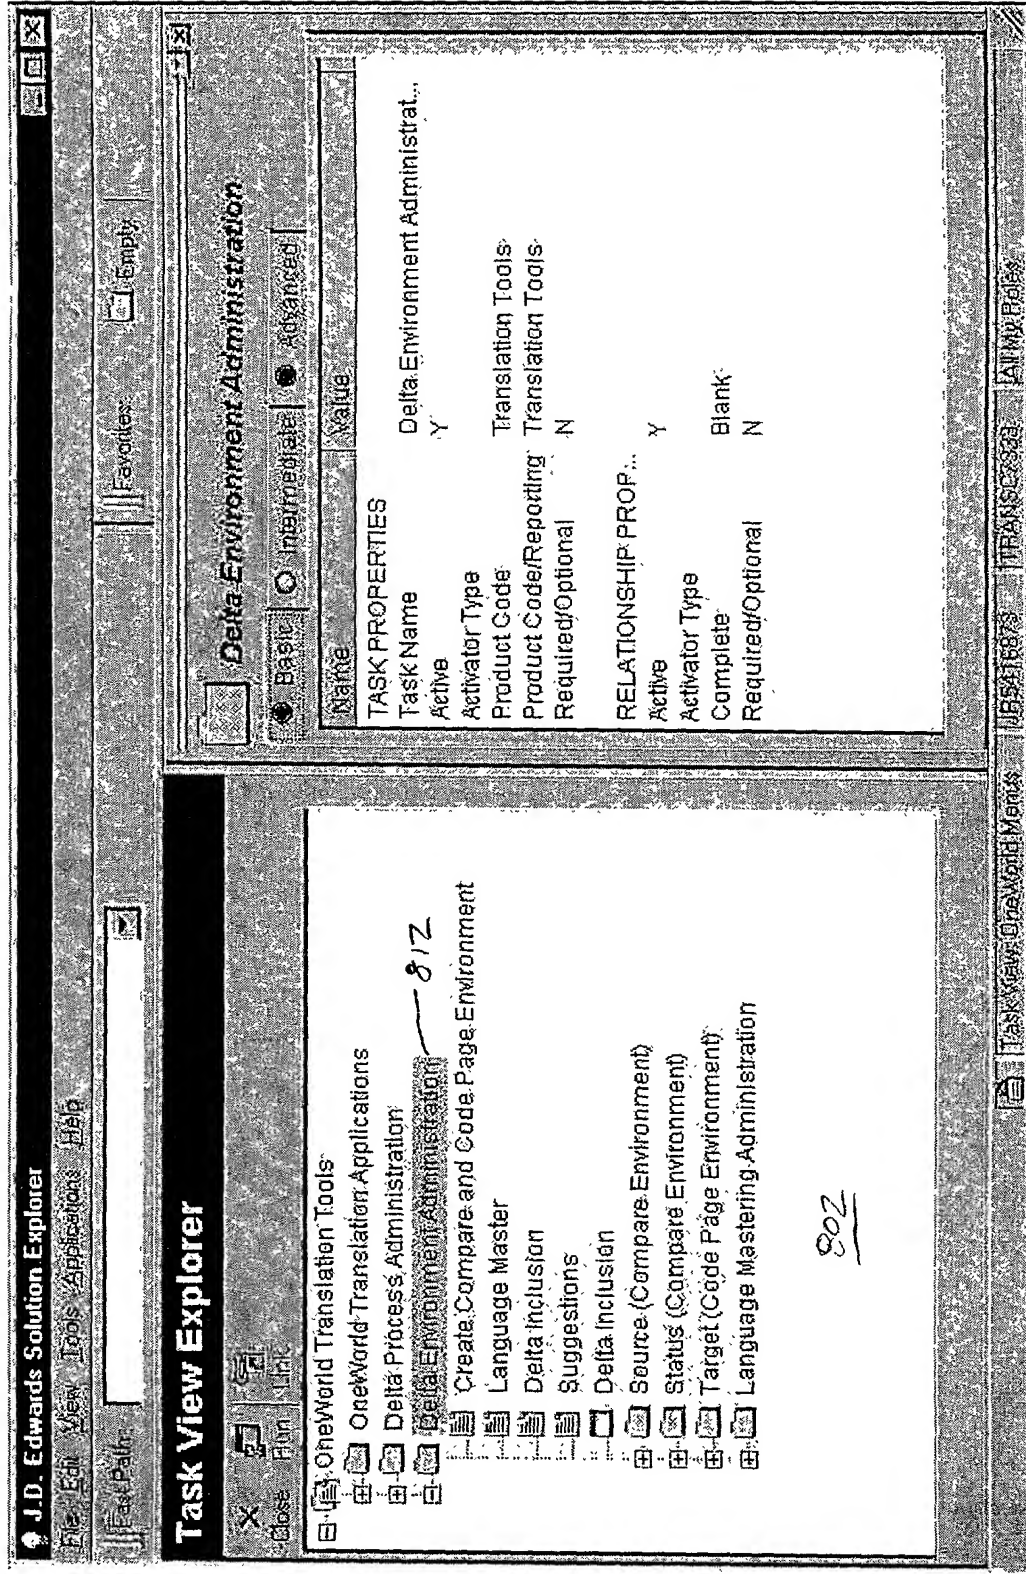 J.D. Edwards Solution Explorer
File Edit View Tools Applications Help
Fast Path:
Favorites:
Empty
Task View Explorer
Close Run Link
OneWorld Translation Tools
OneWorld Translation Applications
Delta Process Administration
Delta Environment Administration
812
Create Compare and Code Page Environment
Language Master
Delta Inclusion
Suggestions
Delta Inclusion
Source (Compare Environment)
Status (Compare Environment)
Target (Code Page Environment)
Language Mastering Administration
802
Delta Environment Administration
Basic Intermediate Advanced
Name Value
TASK PROPERTIES
Task Name Delta Environment Administrat...
Active Y
Activator Type
Product Code Translation Tools
Product Code/Reporting Translation Tools
Required/Optional N
RELATIONSHIP PROP...
Active Y
Activator Type
Complete Blank
Required/Optional N
Task View: OneWorld Menus
All My Roles